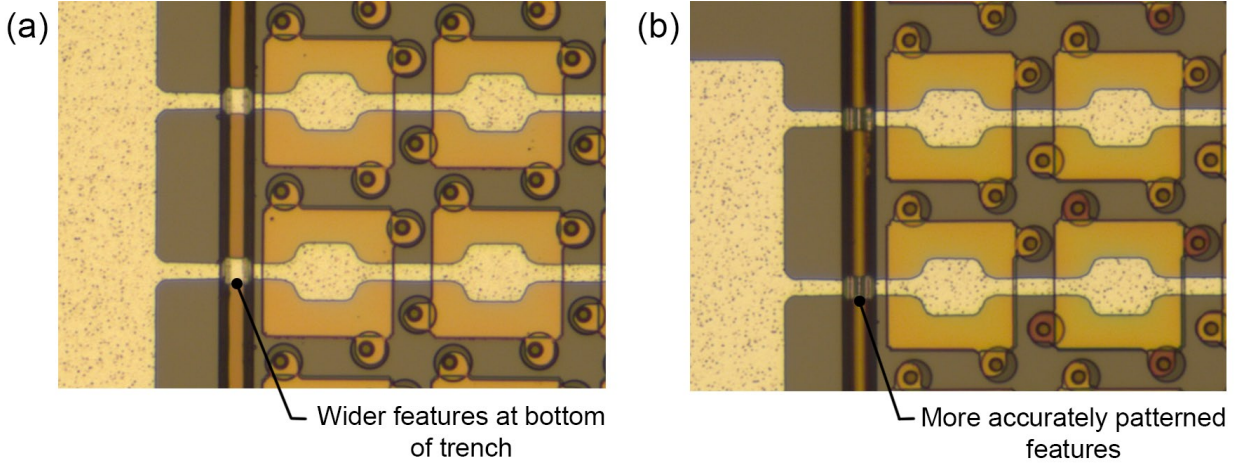 (a)
(b)
Wider features at bottom
of trench
More accurately patterned
features